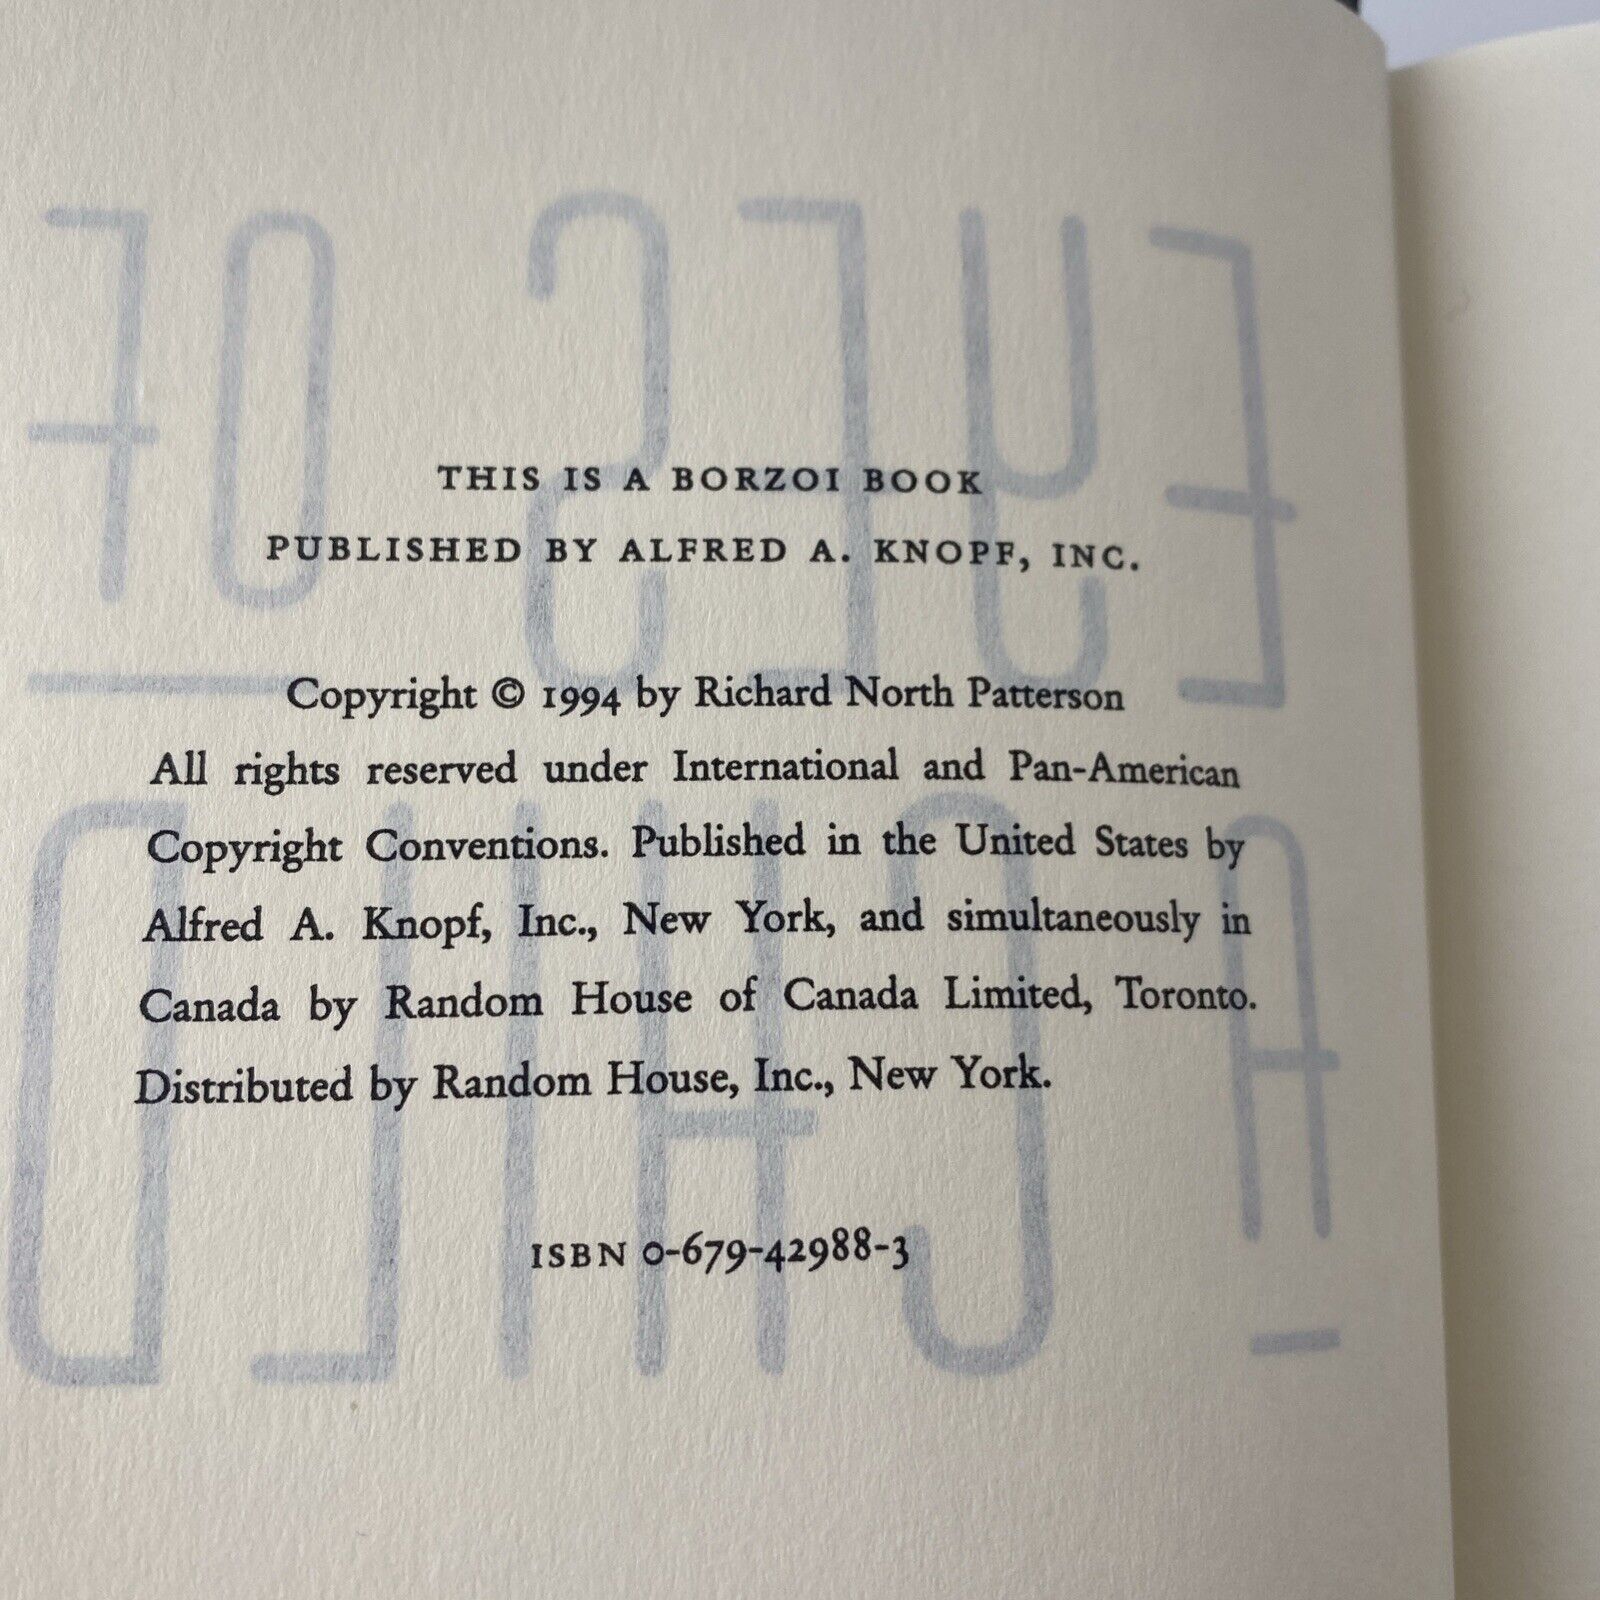 THIS IS A BORZOI BOOK
PUBLISHED BY ALFRED A. KNOPF, INC.
Copyright © 1994 by Richard North Patterson
All rights reserved under International and Pan-American
Copyright Conventions. Published in the United States by
Alfred A. Knopf, Inc., New York, and simultaneously in
Canada by Random House of Canada Limited, Toronto.
Distributed by Random House, Inc., New York.
ISBN 0-679-42988-3
EYES OF
A CHILD